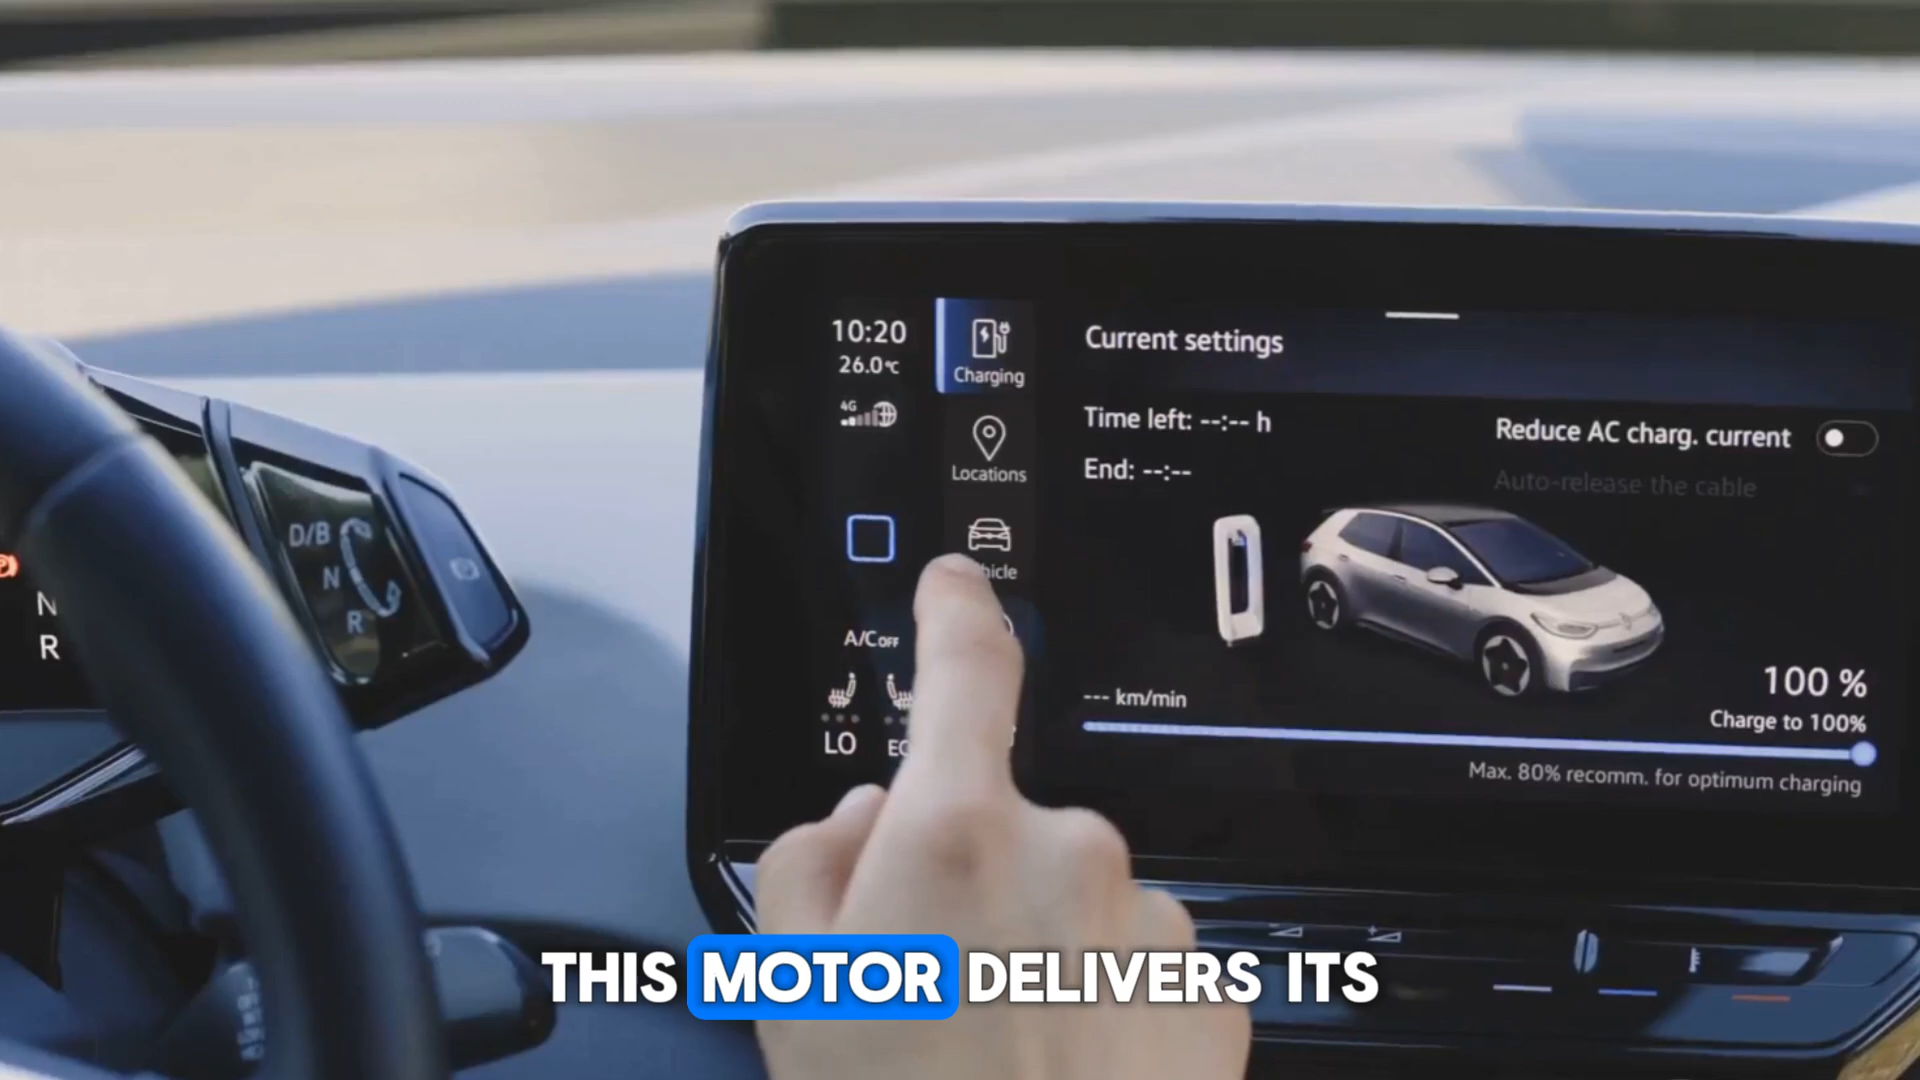 10:20
26.0°C
4G
Charging
Locations
hicle
A/C OFF
LO
EC
Current settings
Time left: --:-- h
End: --:--
Reduce AC charg. current
Auto-release the cable
--- km/min
100 %
Charge to 100%
Max. 80% recomm. for optimum charging
D/B
N
R
N
R
THIS MOTOR DELIVERS ITS